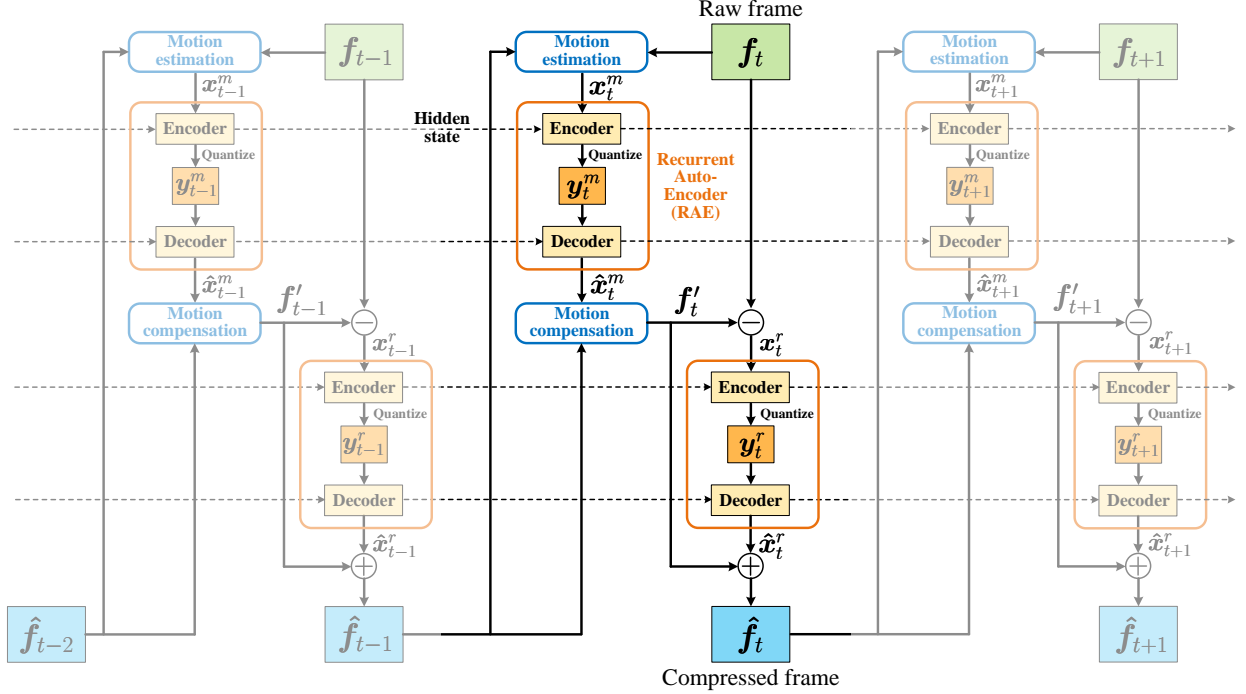 Raw frame
Motion
estimation
f_{t−1}
Motion
estimation
f_t
Motion
estimation
f_{t+1}
x^m_{t−1}
x^m_t
x^m_{t+1}
Encoder
Hidden
state
Encoder
Encoder
Quantize
Quantize
Quantize
y^m_{t−1}
y^m_t
Recurrent
Auto-
Encoder
(RAE)
y^m_{t+1}
Decoder
Decoder
Decoder
x̂^m_{t−1}
x̂^m_t
x̂^m_{t+1}
Motion
compensation
f′_{t−1}
−
Motion
compensation
f′_t
−
Motion
compensation
f′_{t+1}
−
x^r_{t−1}
x^r_t
x^r_{t+1}
Encoder
Encoder
Encoder
Quantize
Quantize
Quantize
y^r_{t−1}
y^r_t
y^r_{t+1}
Decoder
Decoder
Decoder
x̂^r_{t−1}
x̂^r_t
x̂^r_{t+1}
+
+
+
f̂_{t−2}
f̂_{t−1}
f̂_t
f̂_{t+1}
Compressed frame